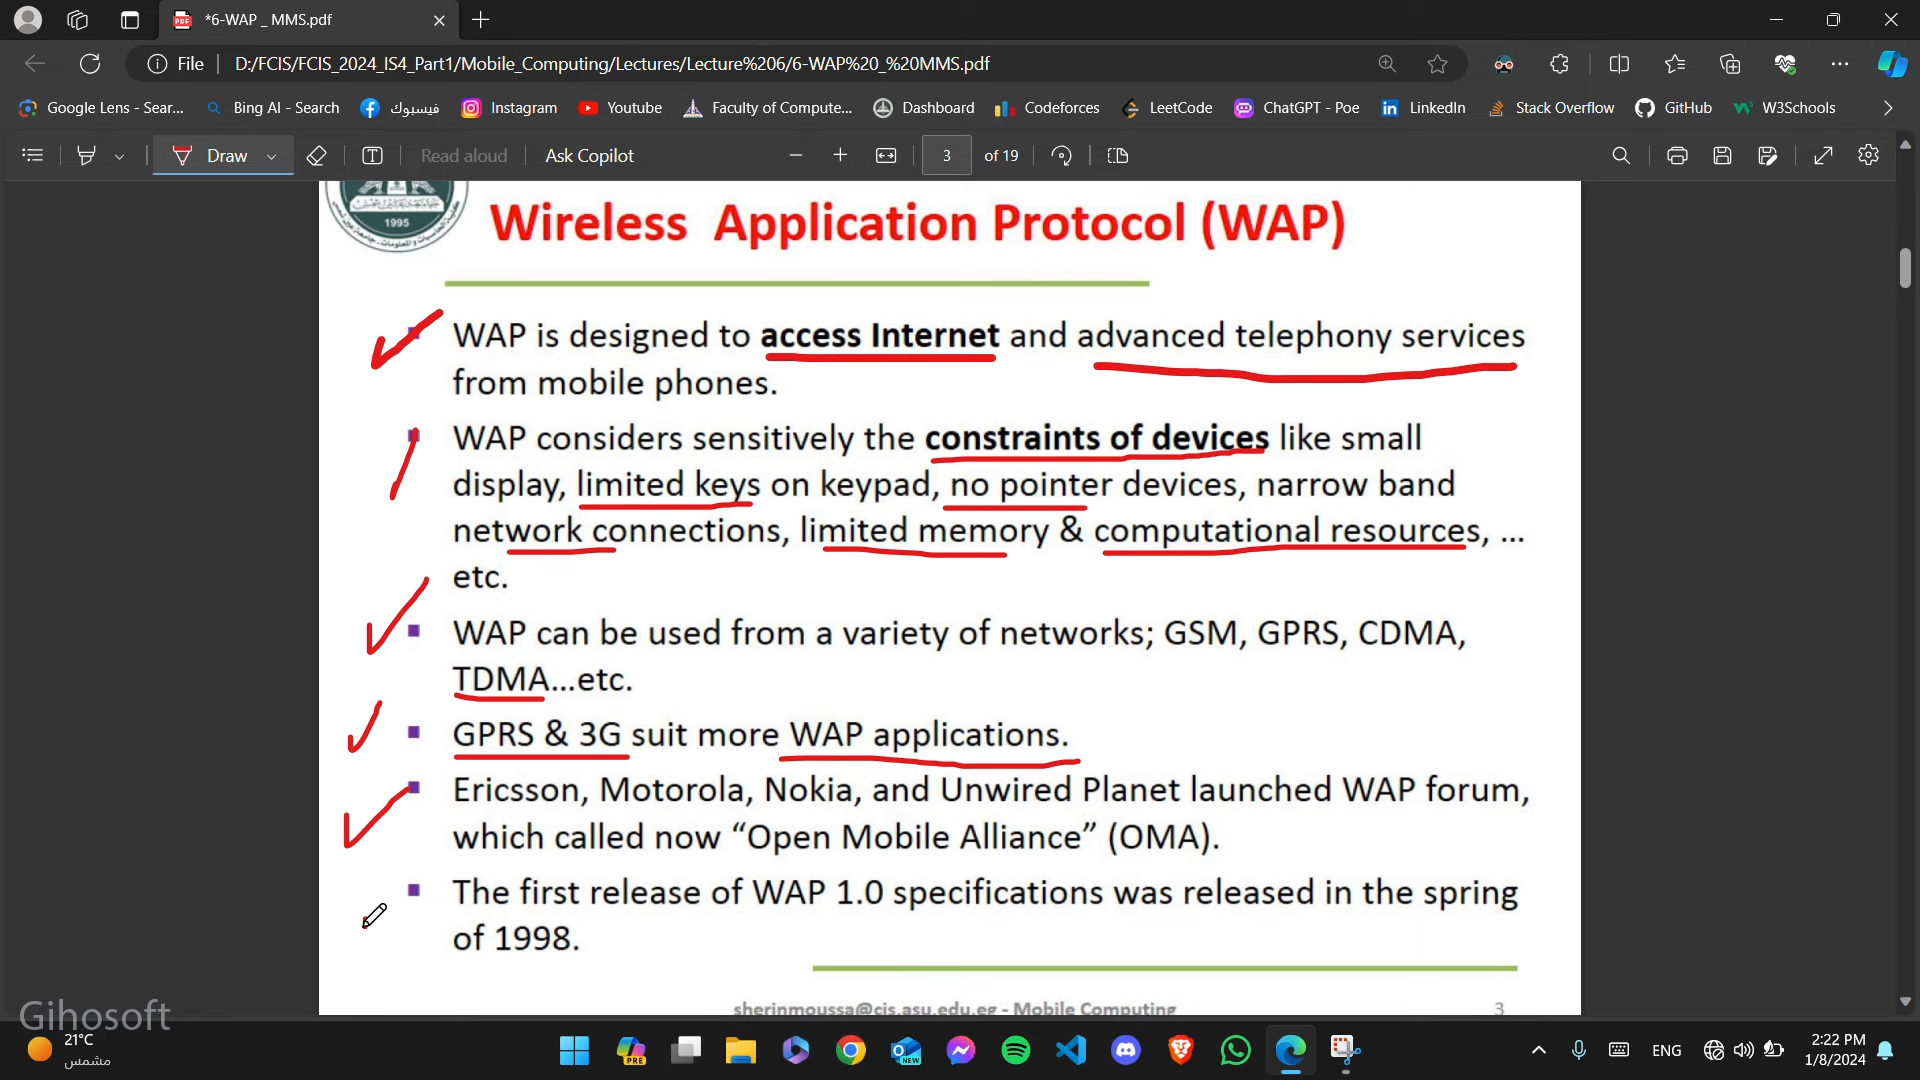 *6-WAP _ MMS.pdf
File
D:/FCIS/FCIS_2024_IS4_Part1/Mobile_Computing/Lectures/Lecture%206/6-WAP%20_%20MMS.pdf
Google Lens - Sear...
Bing AI - Search
فيسبوك
Instagram
Youtube
Faculty of Compute...
Dashboard
Codeforces
LeetCode
ChatGPT - Poe
LinkedIn
Stack Overflow
GitHub
W3Schools
Draw
Read aloud
Ask Copilot
3 of 19
1995
Wireless Application Protocol (WAP)
WAP is designed to access Internet and advanced telephony services
from mobile phones.
WAP considers sensitively the constraints of devices like small
display, limited keys on keypad, no pointer devices, narrow band
network connections, limited memory & computational resources, ...
etc.
WAP can be used from a variety of networks; GSM, GPRS, CDMA,
TDMA...etc.
GPRS & 3G suit more WAP applications.
Ericsson, Motorola, Nokia, and Unwired Planet launched WAP forum,
which called now “Open Mobile Alliance” (OMA).
The first release of WAP 1.0 specifications was released in the spring
of 1998.
sherinmoussa@cis.asu.edu.eg - Mobile Computing
3
Gihosoft
21°C
مشمس
PRE
NEW
ENG
2:22 PM
1/8/2024